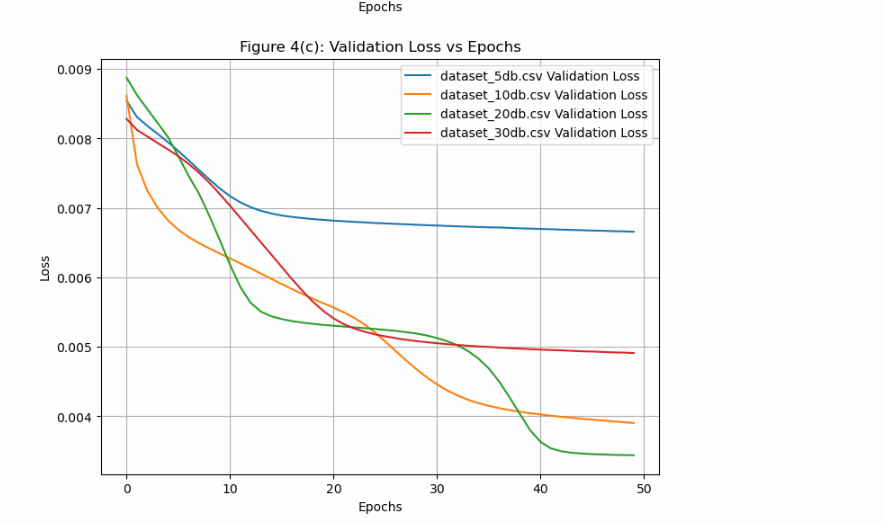 Epochs
Figure 4(c): Validation Loss vs Epochs
dataset_5db.csv Validation Loss
dataset_10db.csv Validation Loss
dataset_20db.csv Validation Loss
dataset_30db.csv Validation Loss
0.009
0.008
0.007
0.006
0.005
0.004
Loss
0 10 20 30 40 50
Epochs